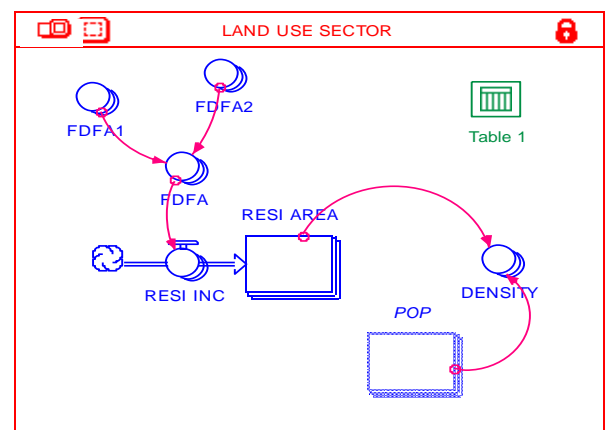 LAND USE SECTOR
FDFA1
FDFA2
Table 1
FDFA
RESI AREA
RESI INC
DENSITY
POP